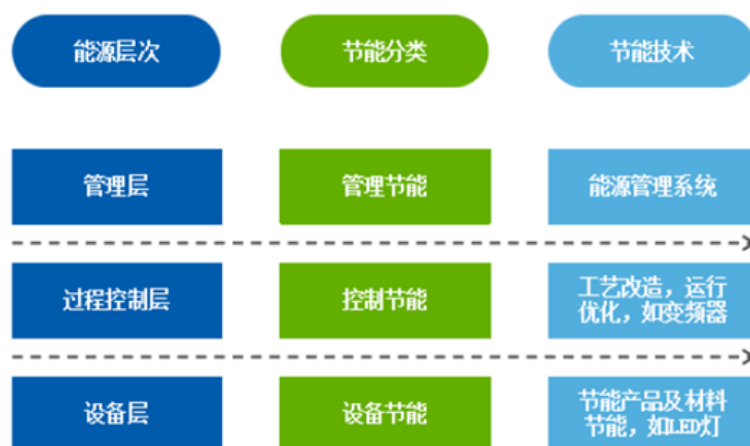 能源层次
节能分类
节能技术
管理层
管理节能
能源管理系统
过程控制层
控制节能
工艺改造，运行
优化，如变频器
设备层
设备节能
节能产品及材料
节能，如LED灯